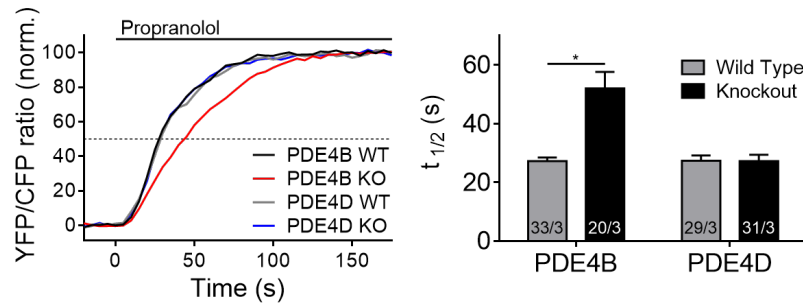 Propranolol
YFP/CFP ratio (norm.)
100
80
60
40
20
0
PDE4B WT
PDE4B KO
PDE4D WT
PDE4D KO
0
50
100
150
Time (s)
t 1/2 (s)
60
40
20
0
*
Wild Type
Knockout
33/3
20/3
29/3
31/3
PDE4B
PDE4D